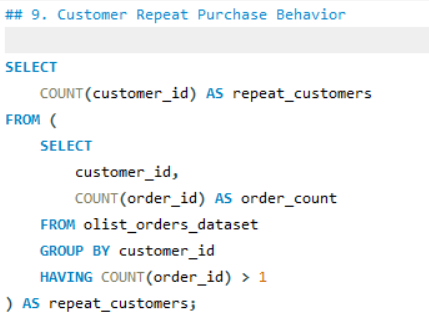 ## 9. Customer Repeat Purchase Behavior
SELECT
    COUNT(customer_id) AS repeat_customers
FROM (
    SELECT
        customer_id,
        COUNT(order_id) AS order_count
    FROM olist_orders_dataset
    GROUP BY customer_id
    HAVING COUNT(order_id) > 1
) AS repeat_customers;